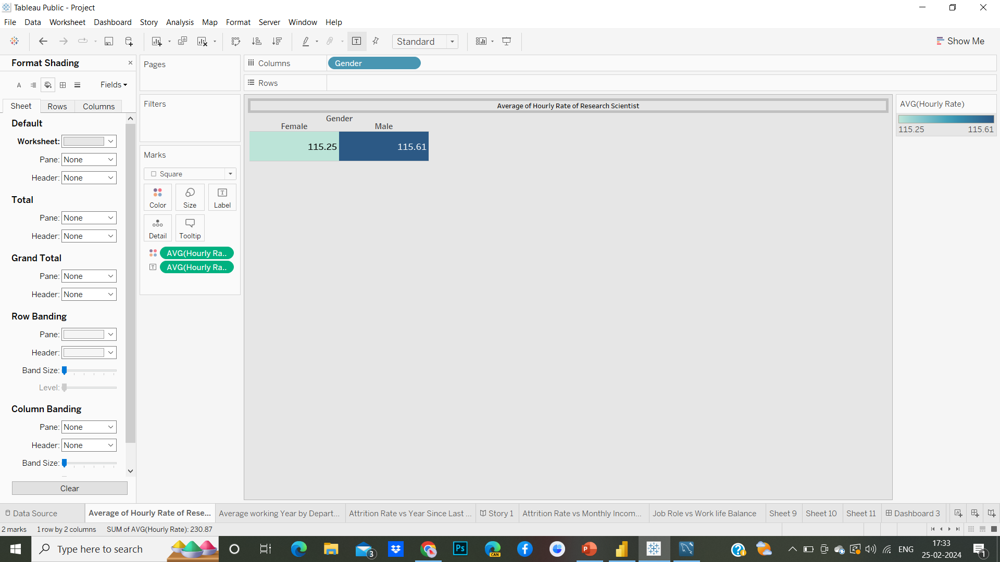 Tableau Public - Project
File Data Worksheet Dashboard Story Analysis Map Format Server Window Help
Standard
Show Me
Format Shading
Fields
Sheet Rows Columns
Default
Worksheet:
Pane: None
Header: None
Total
Pane: None
Header: None
Grand Total
Pane: None
Header: None
Row Banding
Pane:
Header:
Band Size:
Level:
Column Banding
Pane: None
Header: None
Band Size:
Clear
Pages
Filters
Marks
Square
Color Size Label
Detail Tooltip
AVG(Hourly Ra..
AVG(Hourly Ra..
Columns Gender
Rows
Average of Hourly Rate of Research Scientist
Gender
Female Male
115.25 115.61
AVG(Hourly Rate)
115.25 115.61
Data Source Average of Hourly Rate of Rese... Average working Year by Depart... Attrition Rate vs Year Since Last ... Story 1 Attrition Rate vs Monthly Incom... Job Role vs Work life Balance Sheet 9 Sheet 10 Sheet 11 Dashboard 3
2 marks 1 row by 2 columns SUM of AVG(Hourly Rate): 230.87
Type here to search
3
Ps
CAN
P
ENG
17:33
25-02-2024
1